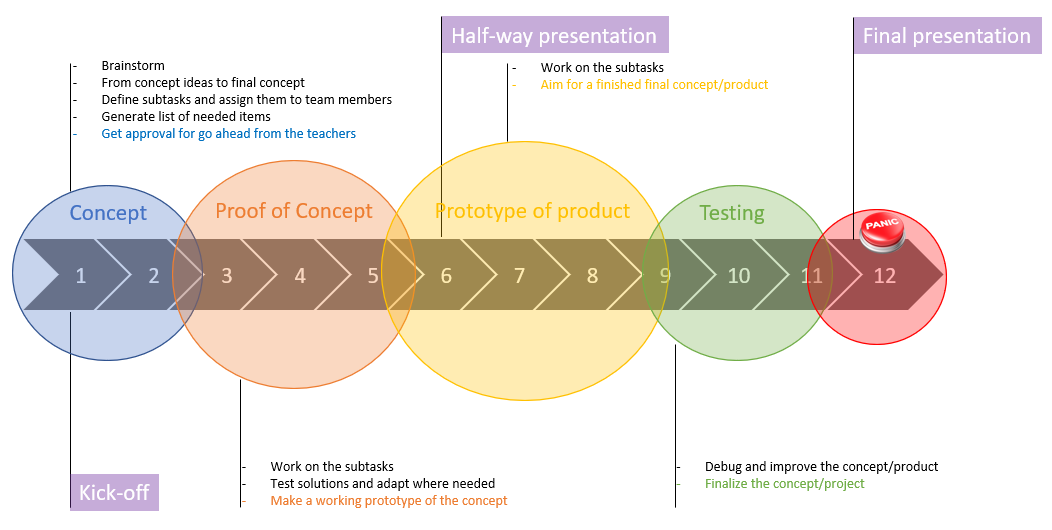 Half-way presentation
Final presentation
- Brainstorm
- From concept ideas to final concept
- Define subtasks and assign them to team members
- Generate list of needed items
- Get approval for go ahead from the teachers
- Work on the subtasks
- Aim for a finished final concept/product
Concept
Proof of Concept
Prototype of product
Testing
PANIC
1 2 3 4 5 6 7 8 9 10 11 12
Kick-off
- Work on the subtasks
- Test solutions and adapt where needed
- Make a working prototype of the concept
- Debug and improve the concept/product
- Finalize the concept/project